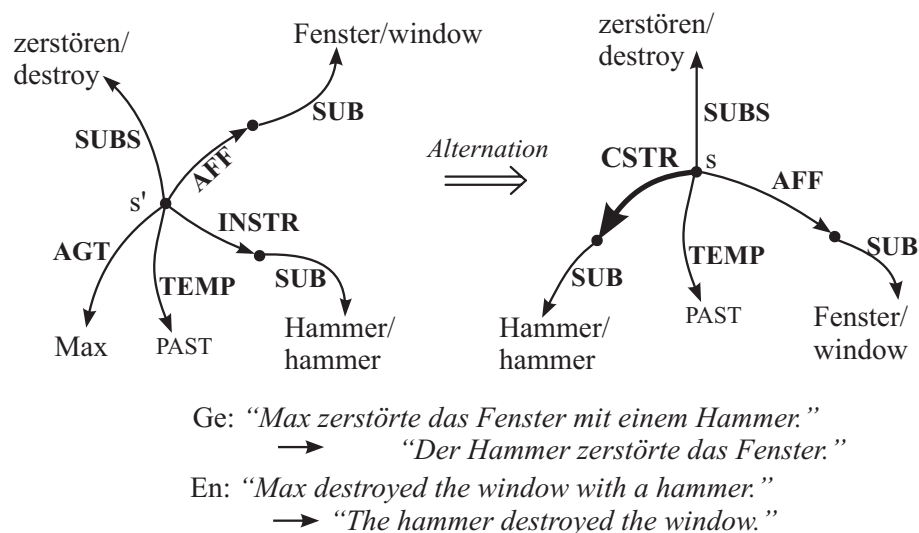 zerstören/
destroy
SUBS
Fenster/window
SUB
AFF
s'
INSTR
AGT
TEMP
SUB
Max
PAST
Hammer/
hammer
Alternation
zerstören/
destroy
SUBS
CSTR
s
AFF
SUB
TEMP
SUB
Hammer/
hammer
PAST
Fenster/
window
Ge: “Max zerstörte das Fenster mit einem Hammer.”
“Der Hammer zerstörte das Fenster.”
En: “Max destroyed the window with a hammer.”
“The hammer destroyed the window.”